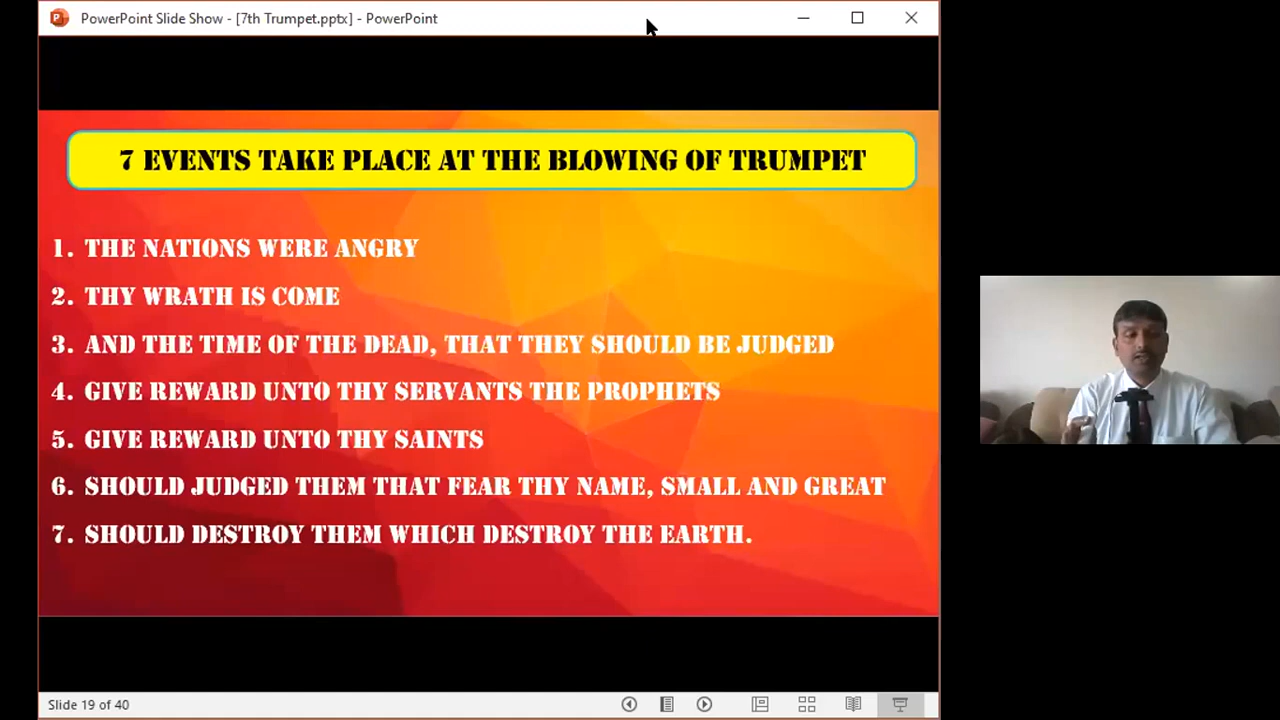 PowerPoint Slide Show - [7th Trumpet.pptx] - PowerPoint
7 EVENTS TAKE PLACE AT THE BLOWING OF TRUMPET
1. THE NATIONS WERE ANGRY
2. THY WRATH IS COME
3. AND THE TIME OF THE DEAD, THAT THEY SHOULD BE JUDGED
4. GIVE REWARD UNTO THY SERVANTS THE PROPHETS
5. GIVE REWARD UNTO THY SAINTS
6. SHOULD JUDGED THEM THAT FEAR THY NAME, SMALL AND GREAT
7. SHOULD DESTROY THEM WHICH DESTROY THE EARTH.
Slide 19 of 40